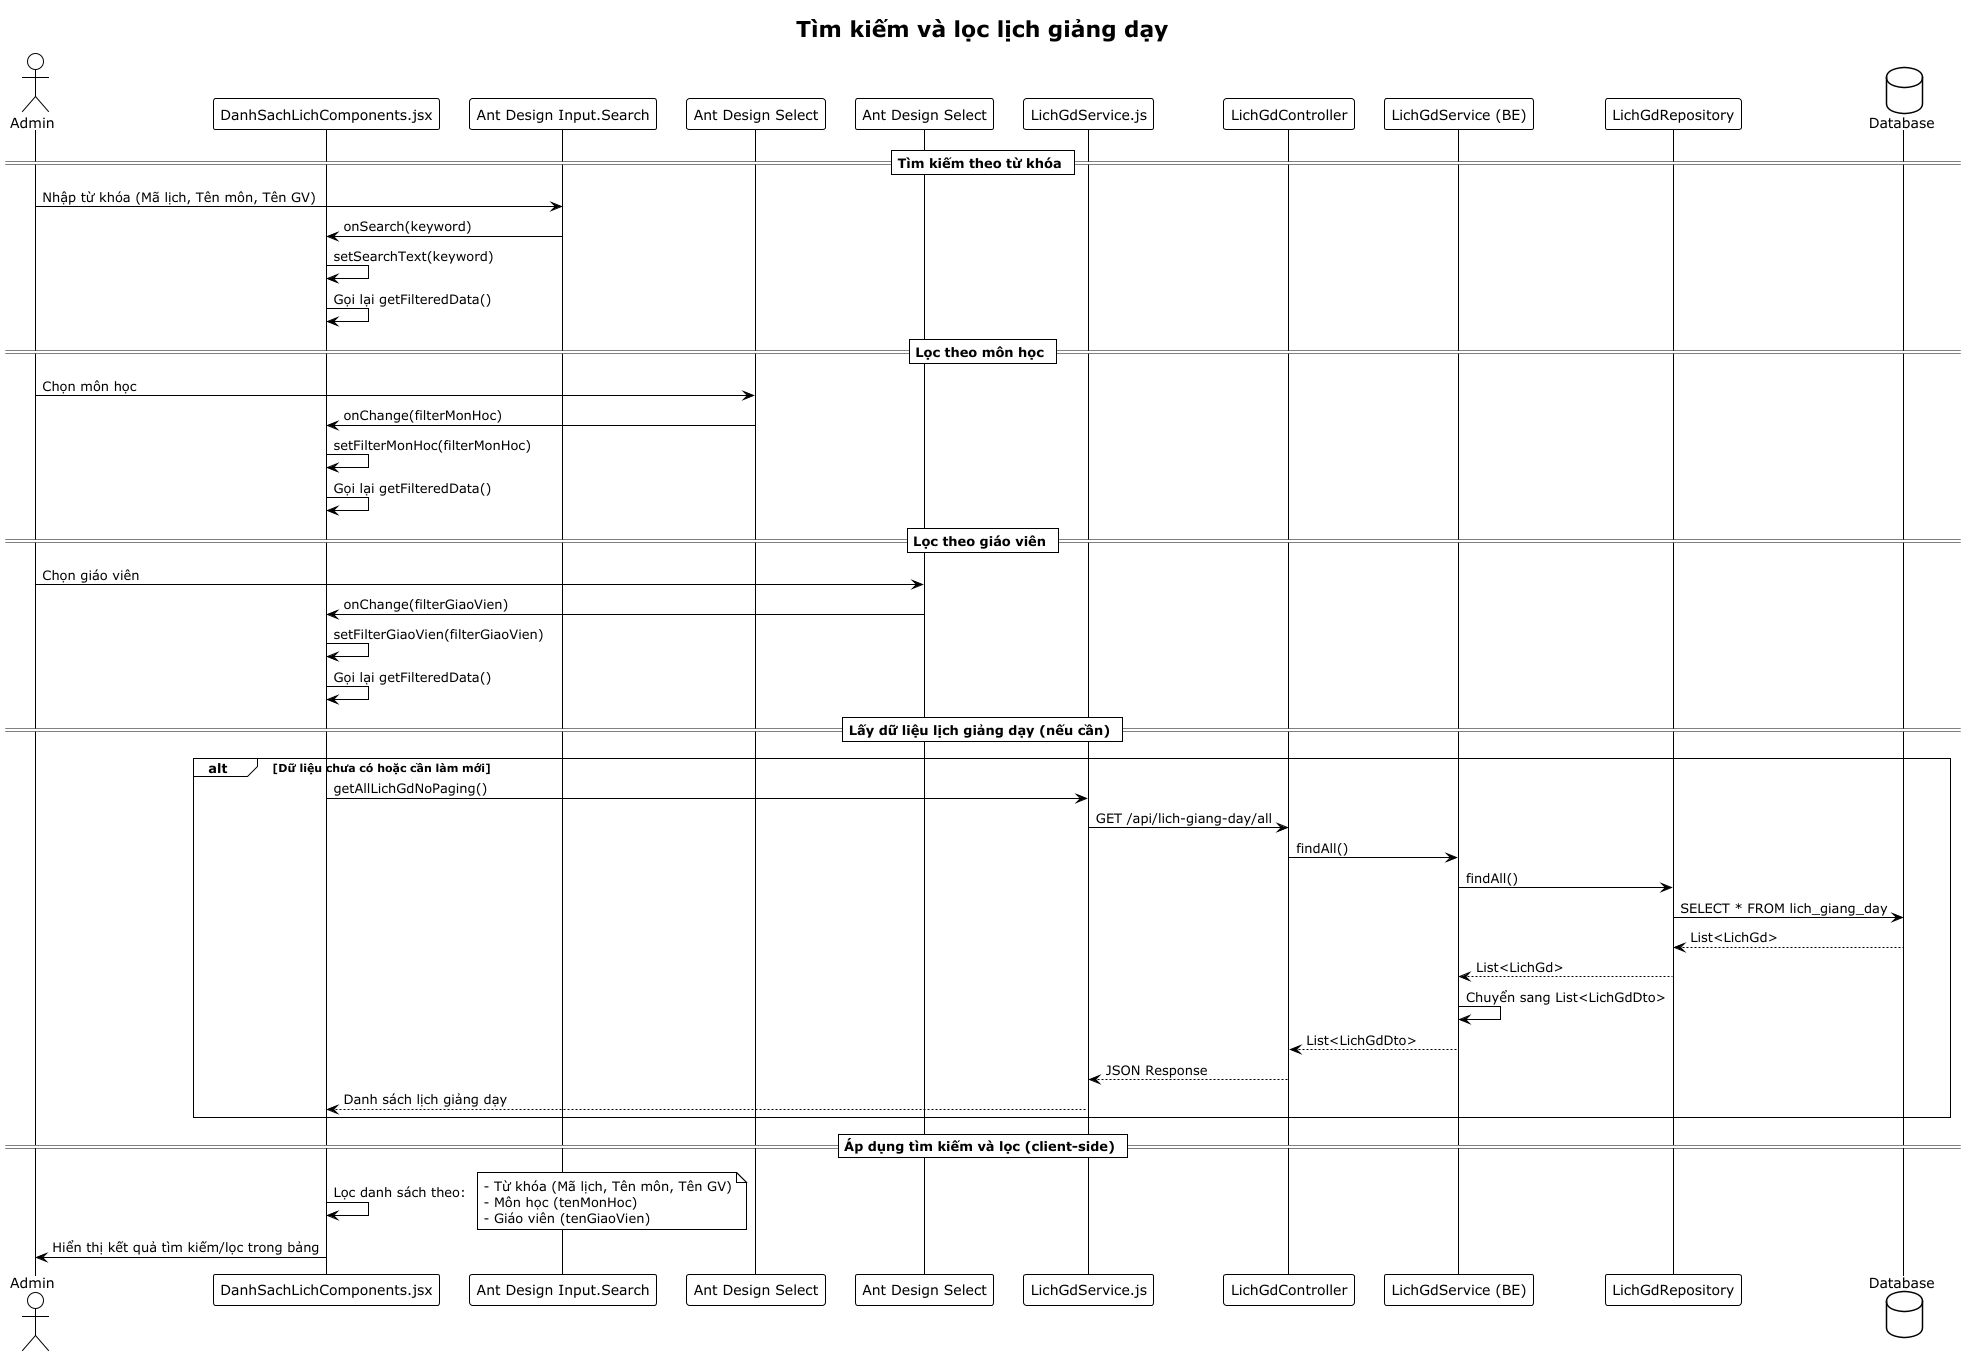 Tìm kiếm và lọc lịch giảng dạy
Admin
DanhSachLichComponents.jsx
Ant Design Input.Search
Ant Design Select
Ant Design Select
LichGdService.js
LichGdController
LichGdService (BE)
LichGdRepository
Database
Tìm kiếm theo từ khóa
Nhập từ khóa (Mã lịch, Tên môn, Tên GV)
onSearch(keyword)
setSearchText(keyword)
Gọi lại getFilteredData()
Lọc theo môn học
Chọn môn học
onChange(filterMonHoc)
setFilterMonHoc(filterMonHoc)
Gọi lại getFilteredData()
Lọc theo giáo viên
Chọn giáo viên
onChange(filterGiaoVien)
setFilterGiaoVien(filterGiaoVien)
Gọi lại getFilteredData()
Lấy dữ liệu lịch giảng dạy (nếu cần)
alt
[Dữ liệu chưa có hoặc cần làm mới]
getAllLichGdNoPaging()
GET /api/lich-giang-day/all
findAll()
findAll()
SELECT * FROM lich_giang_day
List<LichGd>
List<LichGd>
Chuyển sang List<LichGdDto>
List<LichGdDto>
JSON Response
Danh sách lịch giảng dạy
Áp dụng tìm kiếm và lọc (client-side)
Lọc danh sách theo:
- Từ khóa (Mã lịch, Tên môn, Tên GV)
- Môn học (tenMonHoc)
- Giáo viên (tenGiaoVien)
Hiển thị kết quả tìm kiếm/lọc trong bảng
Admin
DanhSachLichComponents.jsx
Ant Design Input.Search
Ant Design Select
Ant Design Select
LichGdService.js
LichGdController
LichGdService (BE)
LichGdRepository
Database